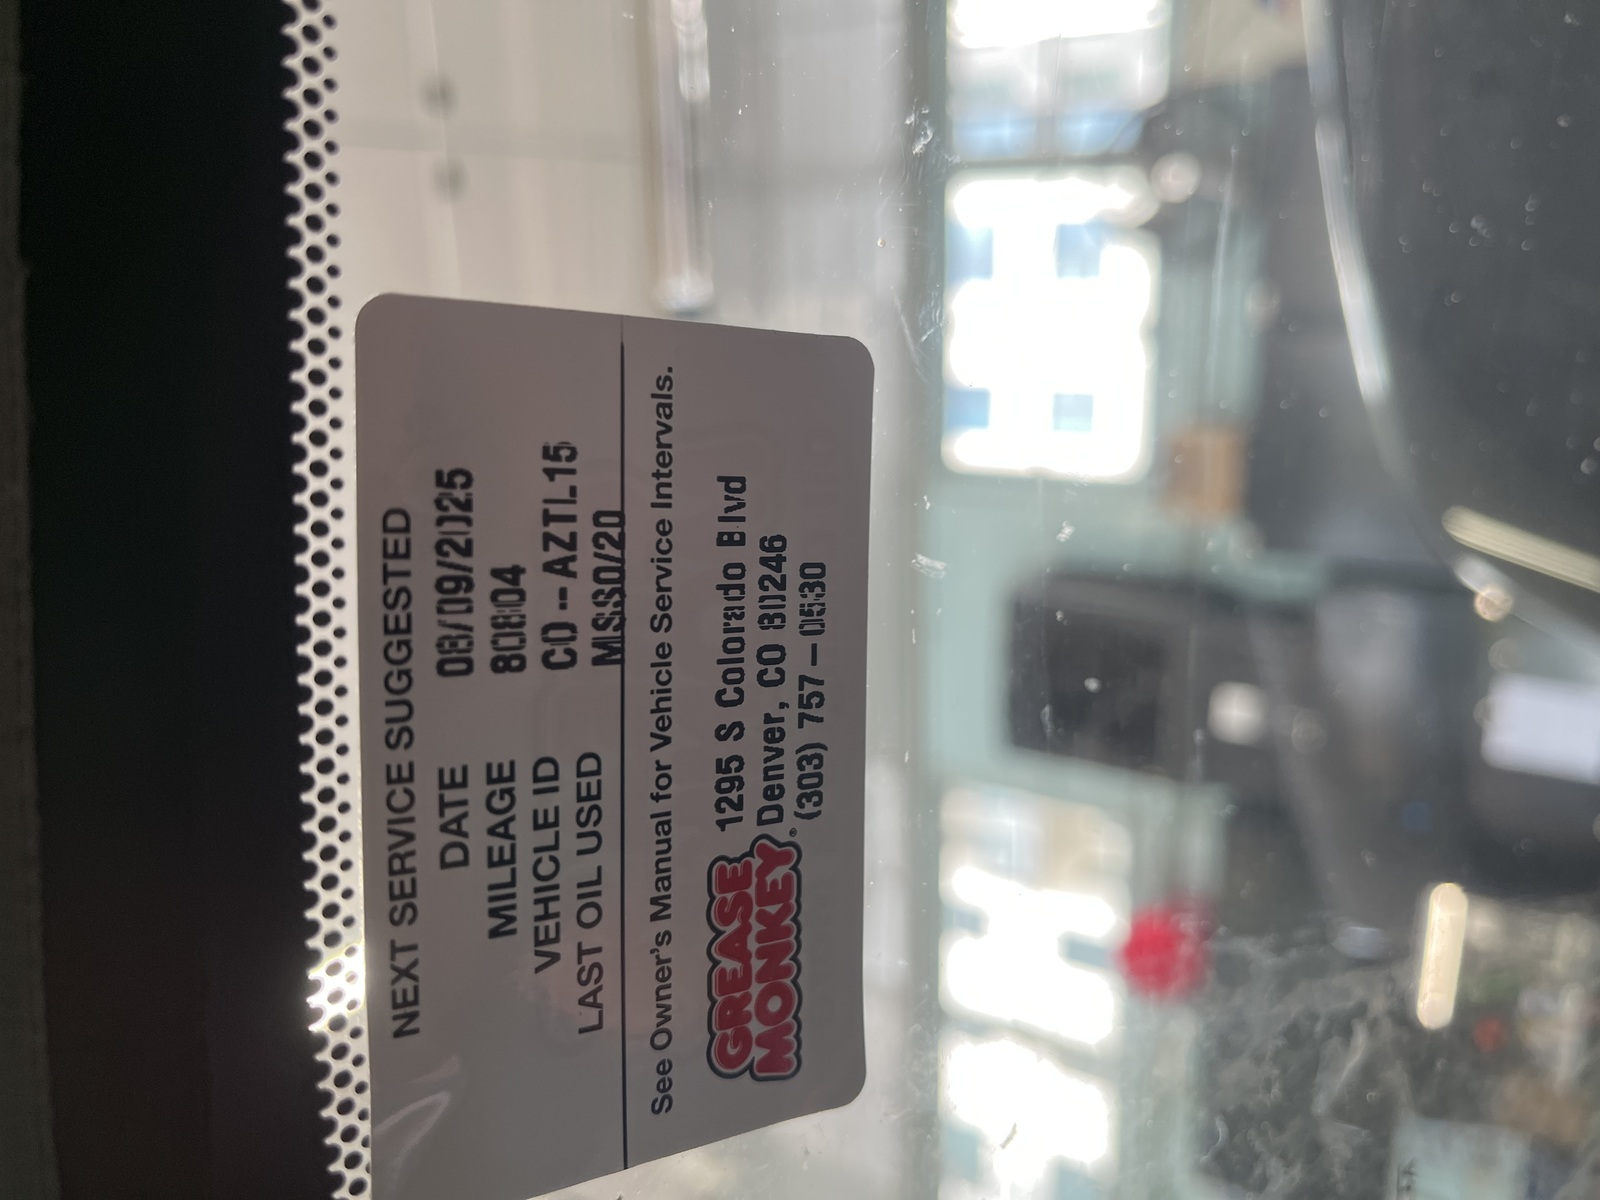 NEXT SERVICE SUGGESTED
DATE 08/09/2025
MILEAGE 80804
VEHICLE ID CO -- AZTL15
LAST OIL USED MSS0/20
See Owner's Manual for Vehicle Service Intervals.
GREASE MONKEY®
1295 S Colorado Blvd
Denver, CO 80246
(303) 757 - 0530